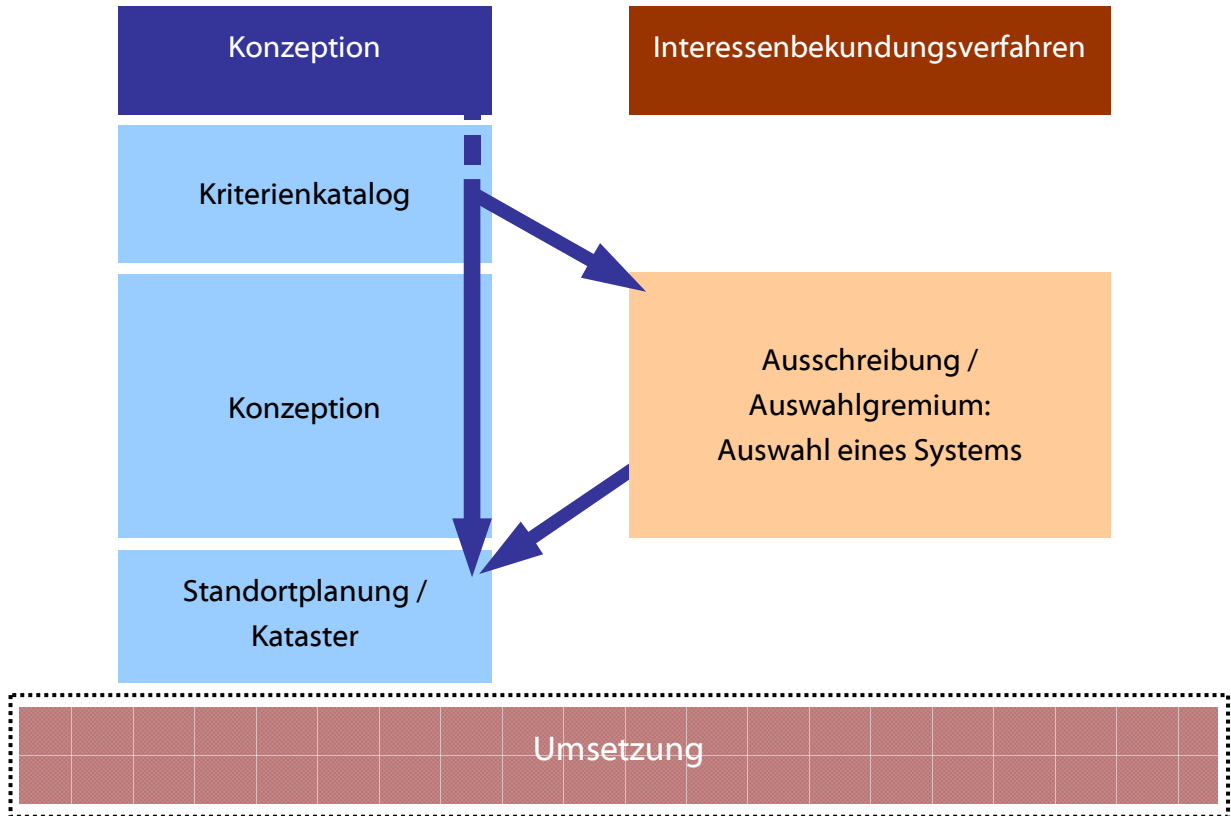 Konzeption
Interessenbekundungsverfahren
Kriterienkatalog
Konzeption
Ausschreibung /
Auswahlgremium:
Auswahl eines Systems
Standortplanung /
Kataster
Umsetzung